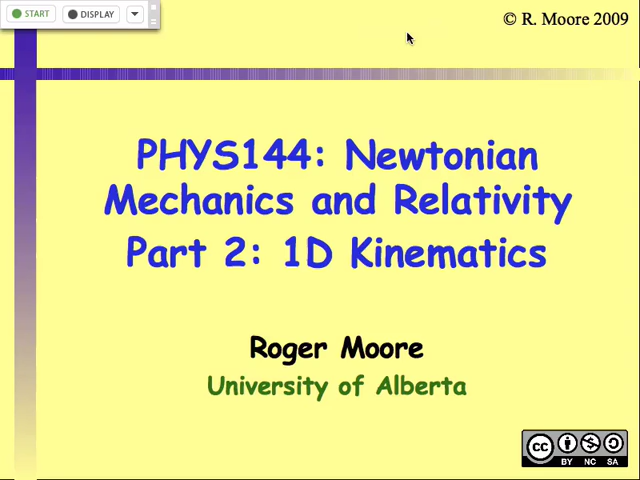 START
DISPLAY
© R. Moore 2009
PHYS144: Newtonian
Mechanics and Relativity
Part 2: 1D Kinematics
Roger Moore
University of Alberta
cc
BY NC SA